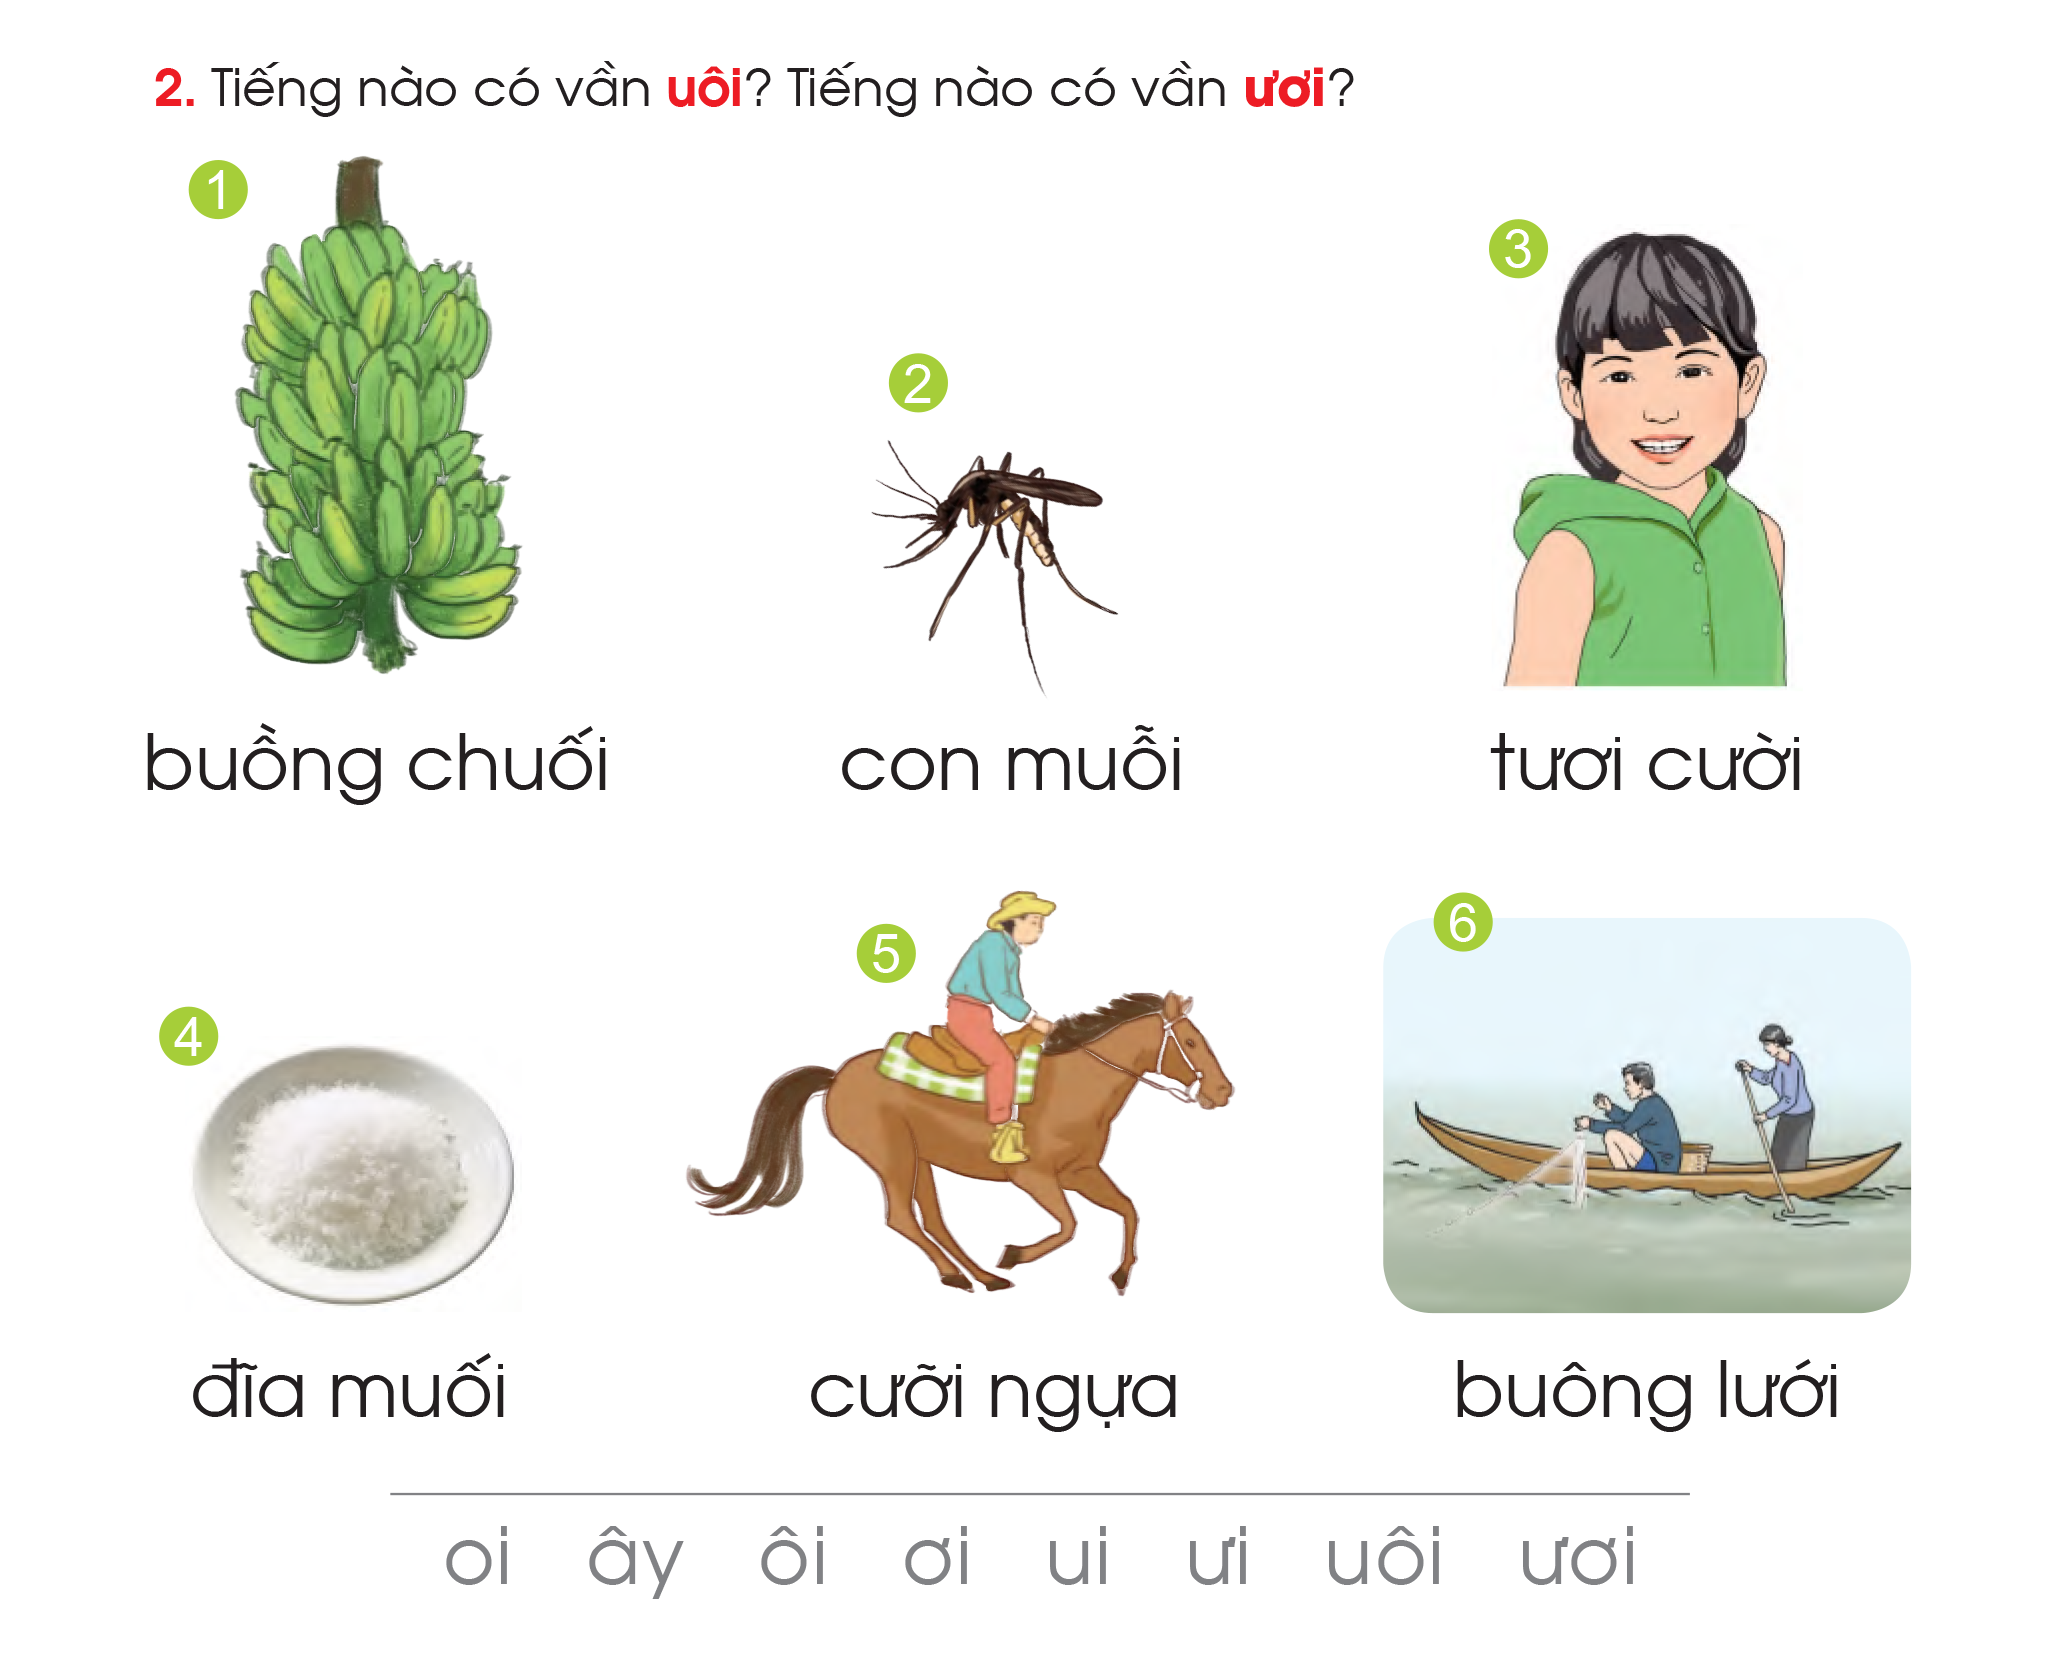 2. Tiếng nào có vần uôi? Tiếng nào có vần ươi?
1
2
3
buồng chuối
con muỗi
tươi cười
4
5
6
đĩa muối
cưỡi ngựa
buông lưới
oi ây ôi ơi ui ưi uôi ươi